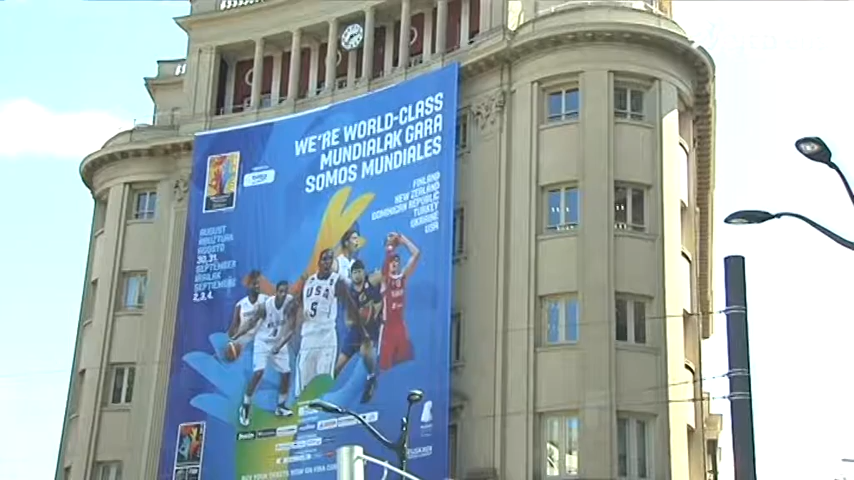 WE'RE WORLD-CLASS
MUNDIALAK GARA
SOMOS MUNDIALES
FINLAND
NEW ZEALAND
DOMINICAN REPUBLIC
TURKEY
UKRAINE
USA
AUGUST
ABUZTUAK
AGOSTO
30, 31.
SEPTEMBER
IRAILAK
SEPTIEMBRE
2, 3, 4.
USA
5